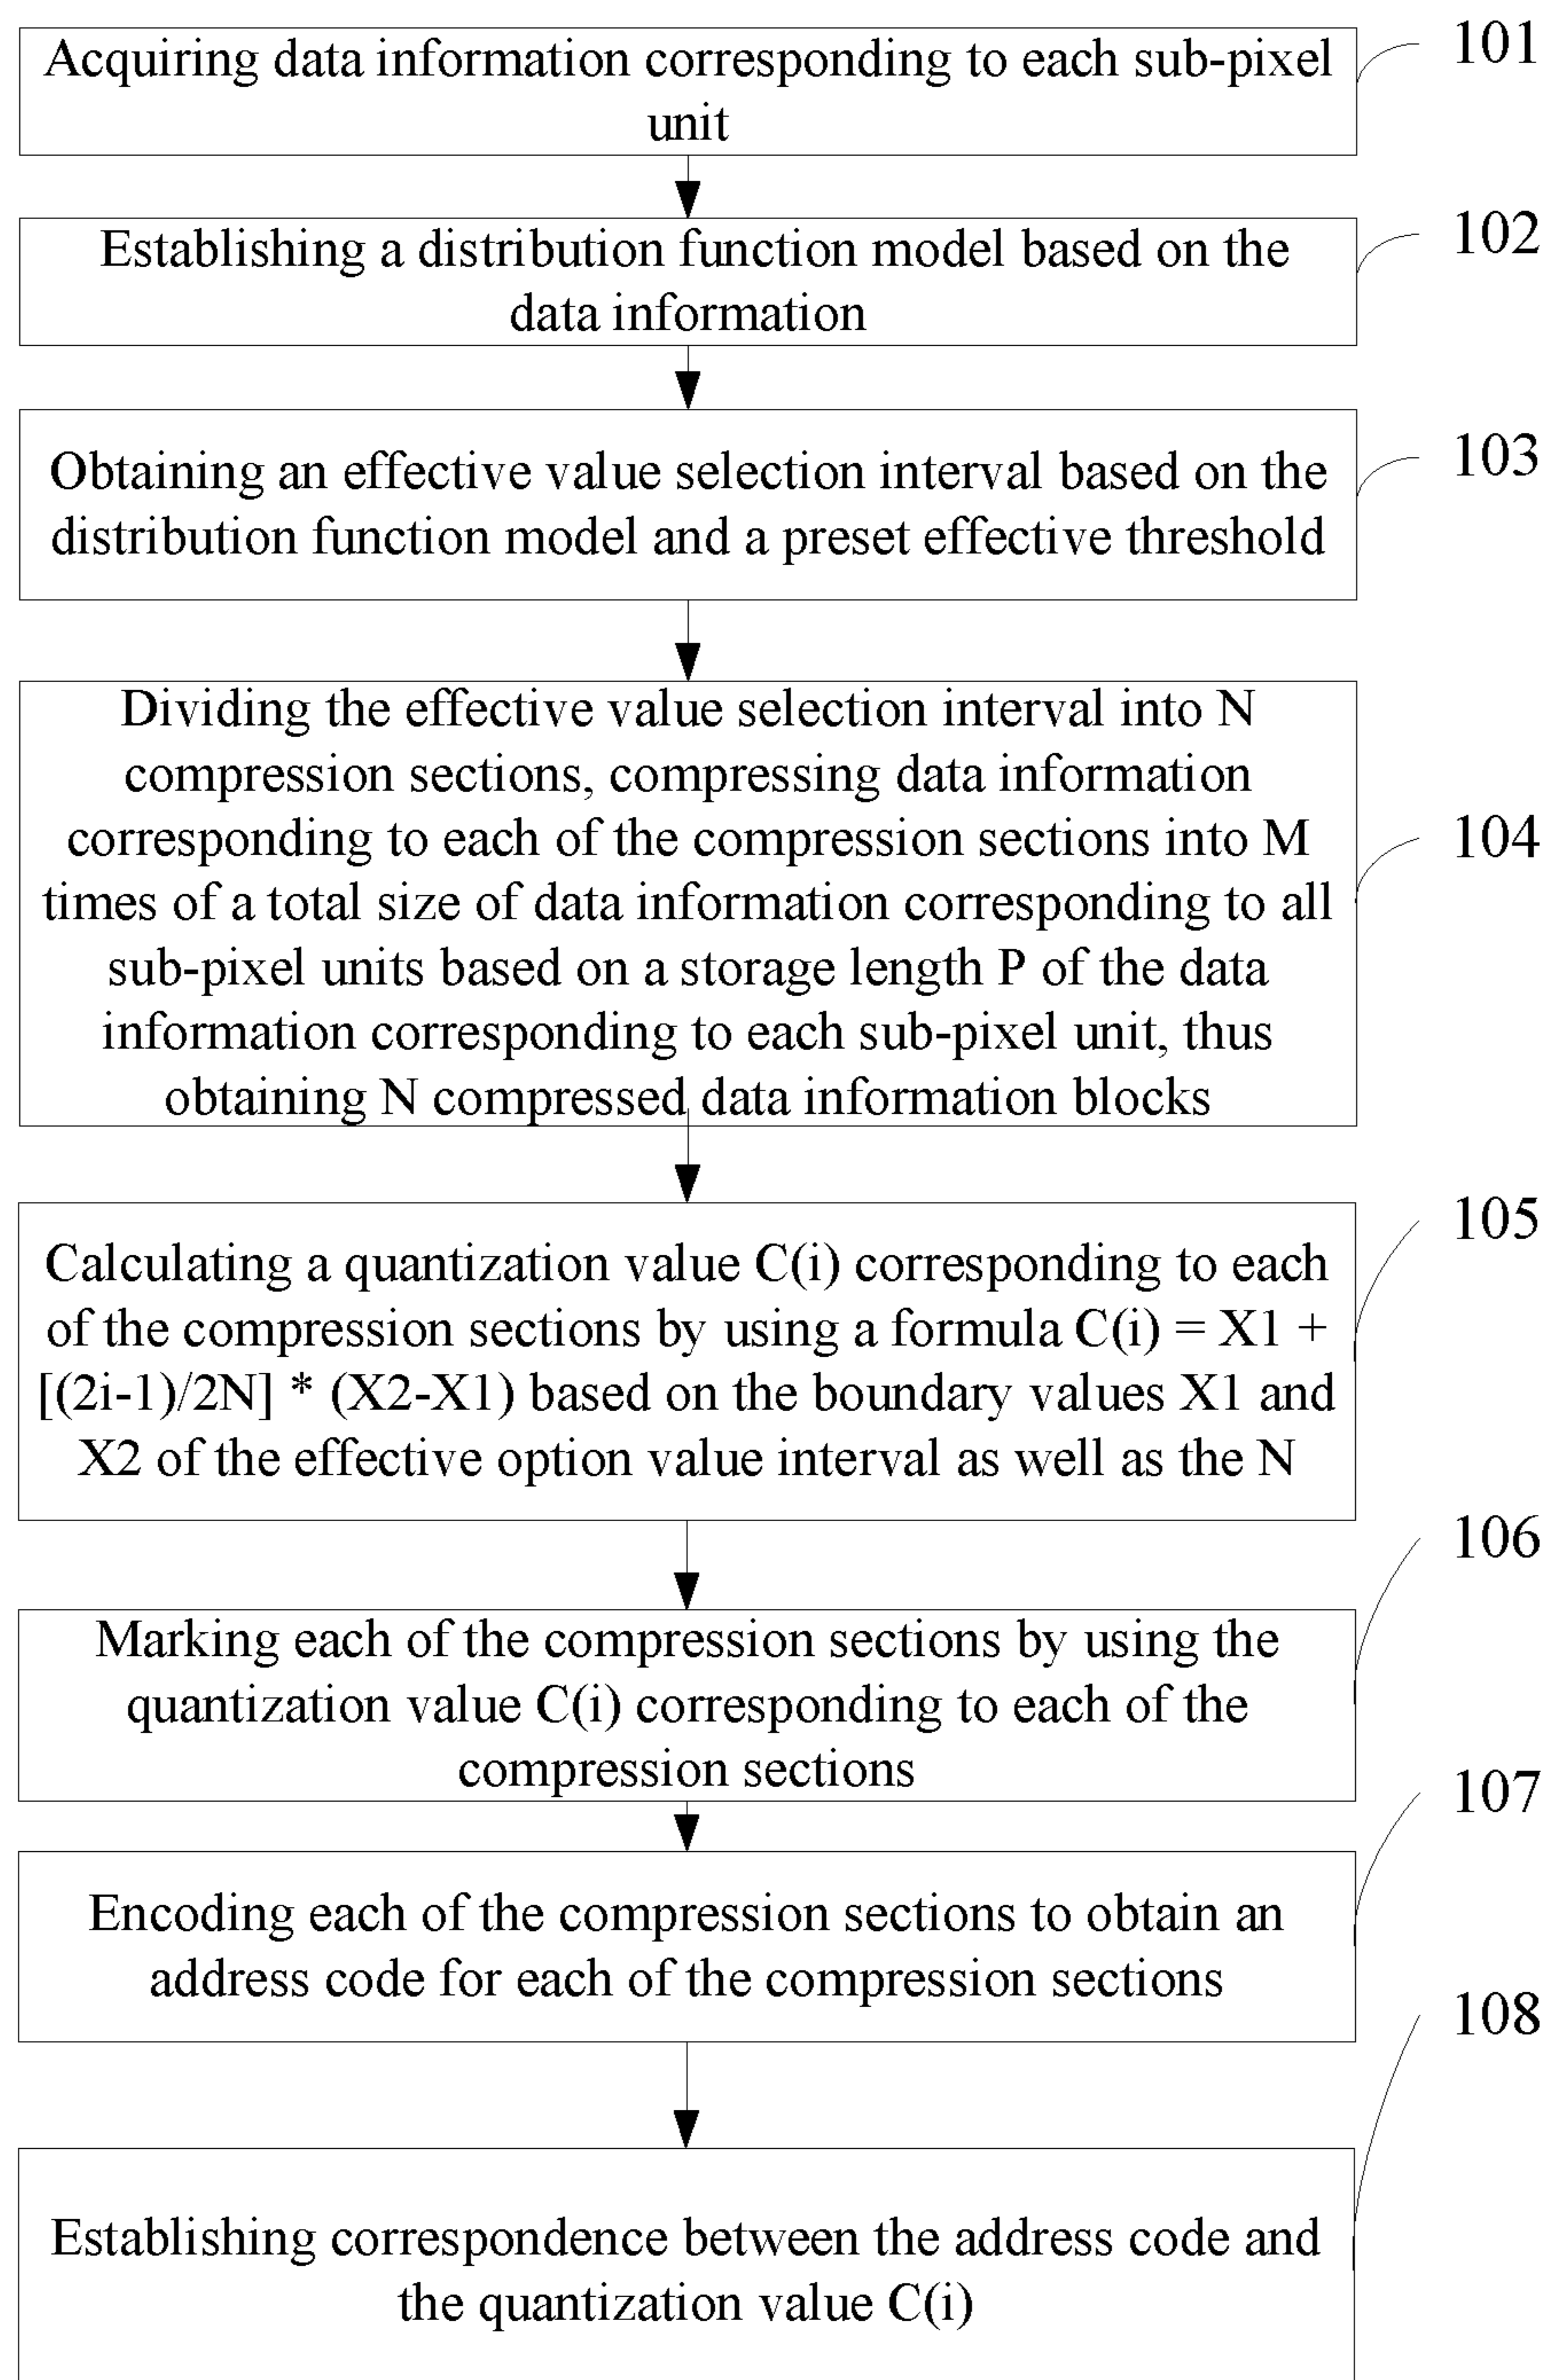 Acquiring data information corresponding to each sub-pixel
unit
101
Establishing a distribution function model based on the
data information
102
Obtaining an effective value selection interval based on the
distribution function model and a preset effective threshold
103
Dividing the effective value selection interval into N
compression sections, compressing data information
corresponding to each of the compression sections into M
times of a total size of data information corresponding to all
sub-pixel units based on a storage length P of the data
information corresponding to each sub-pixel unit, thus
obtaining N compressed data information blocks
104
Calculating a quantization value C(i) corresponding to each
of the compression sections by using a formula C(i) = X1 +
[(2i-1)/2N] * (X2-X1) based on the boundary values X1 and
X2 of the effective option value interval as well as the N
105
Marking each of the compression sections by using the
quantization value C(i) corresponding to each of the
compression sections
106
Encoding each of the compression sections to obtain an
address code for each of the compression sections
107
Establishing correspondence between the address code and
the quantization value C(i)
108